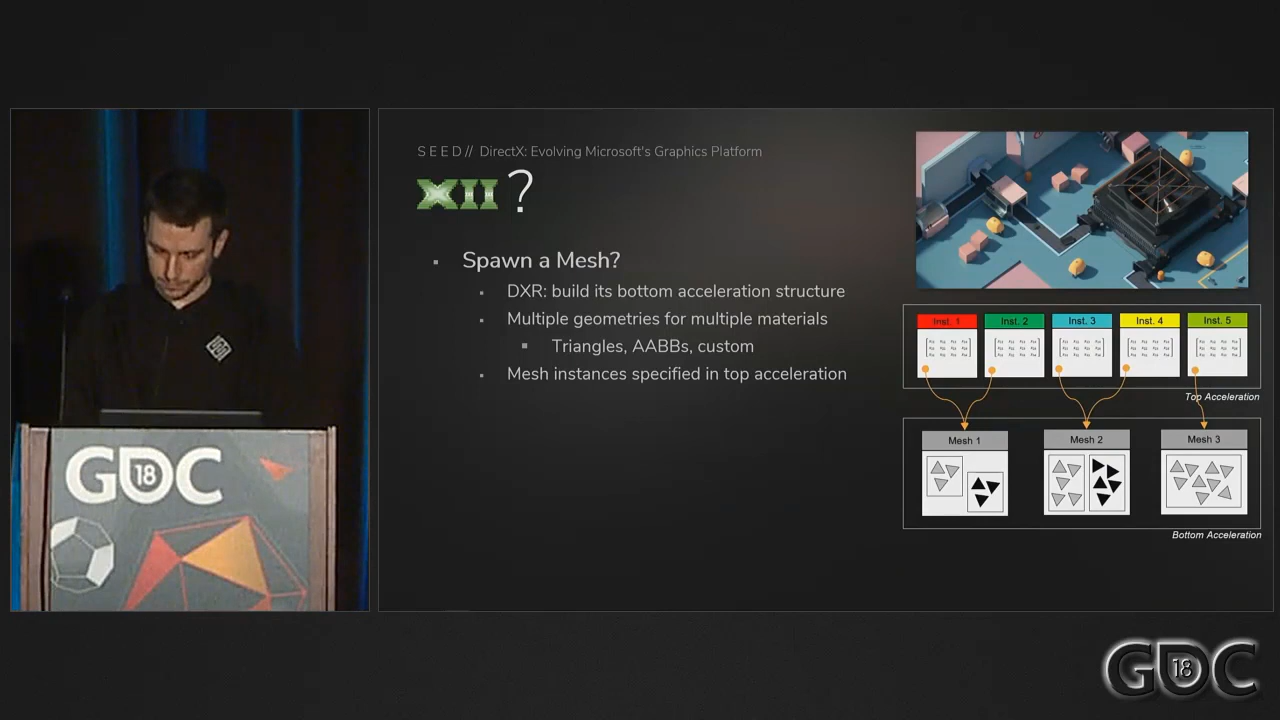 S E E D // DirectX: Evolving Microsoft's Graphics Platform
XII ?
Spawn a Mesh?
DXR: build its bottom acceleration structure
Multiple geometries for multiple materials
Triangles, AABBs, custom
Mesh instances specified in top acceleration
Inst. 1 Inst. 2 Inst. 3 Inst. 4 Inst. 5
Top Acceleration
Mesh 1 Mesh 2 Mesh 3
Bottom Acceleration
GDC 18
GDC 18